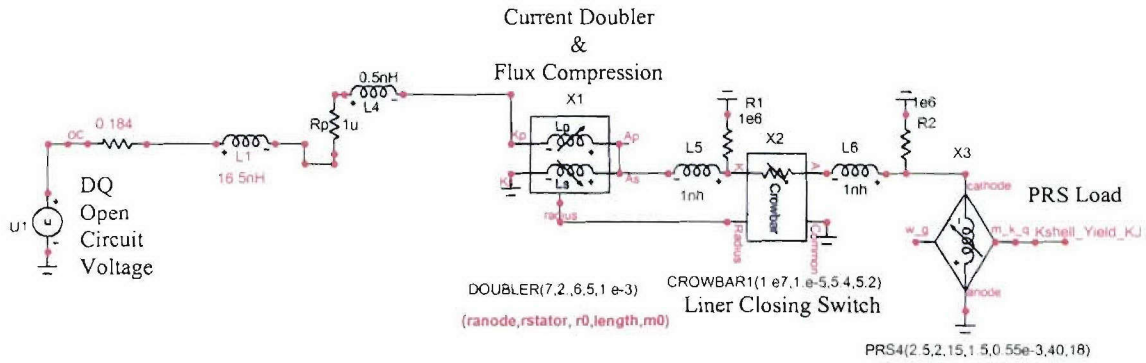 Current Doubler
&
Flux Compression
0.5nH
L4
Rp
1u
oc
0.184
L1
16.5nH
U1
u
DQ
Open
Circuit
Voltage
X1
Kp
Lp
Ap
Ls
As
radius
L5
1nh
R1
1e6
X2
K
A
Crowbar
Radius
Common
L6
1nh
1e6
R2
X3
cathode
PRS Load
w_g
m_k_q
Kshell_Yield_KJ
anode
DOUBLER(7,2.,6.5,1 e-3)
(ranode,rstator, r0,length,m0)
CROWBAR1(1 e7,1.e-5,5.4,5.2)
Liner Closing Switch
PRS4(2.5,2,15,1.5,0.55e-3,40,18)